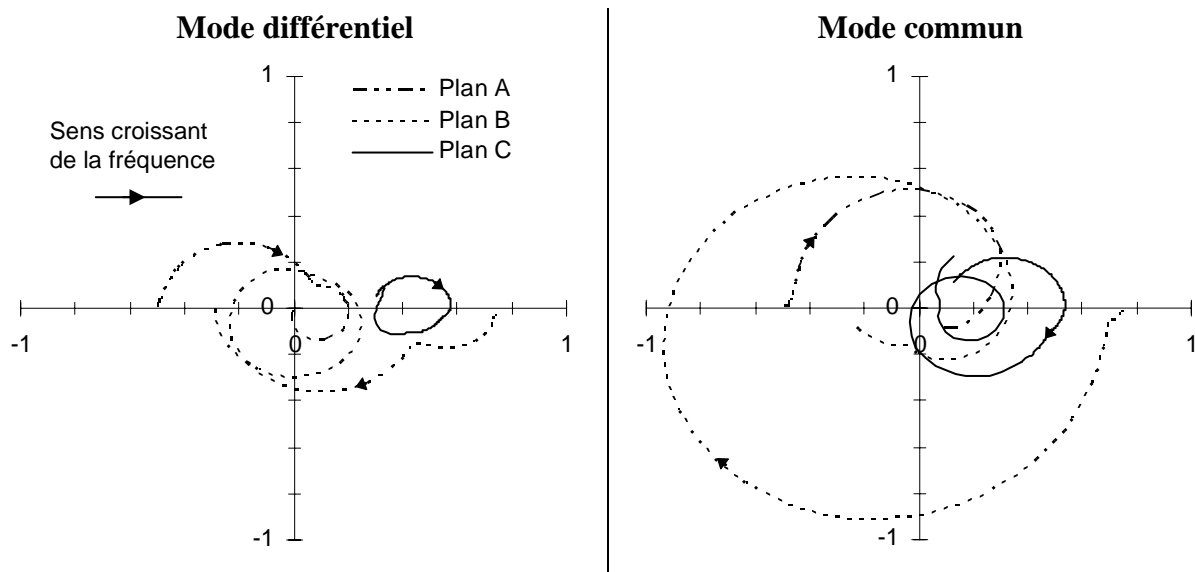 Mode différentiel
1
Plan A
Plan B
Plan C
Sens croissant
de la fréquence
0
-1
0
1
-1
Mode commun
1
0
-1
0
1
-1